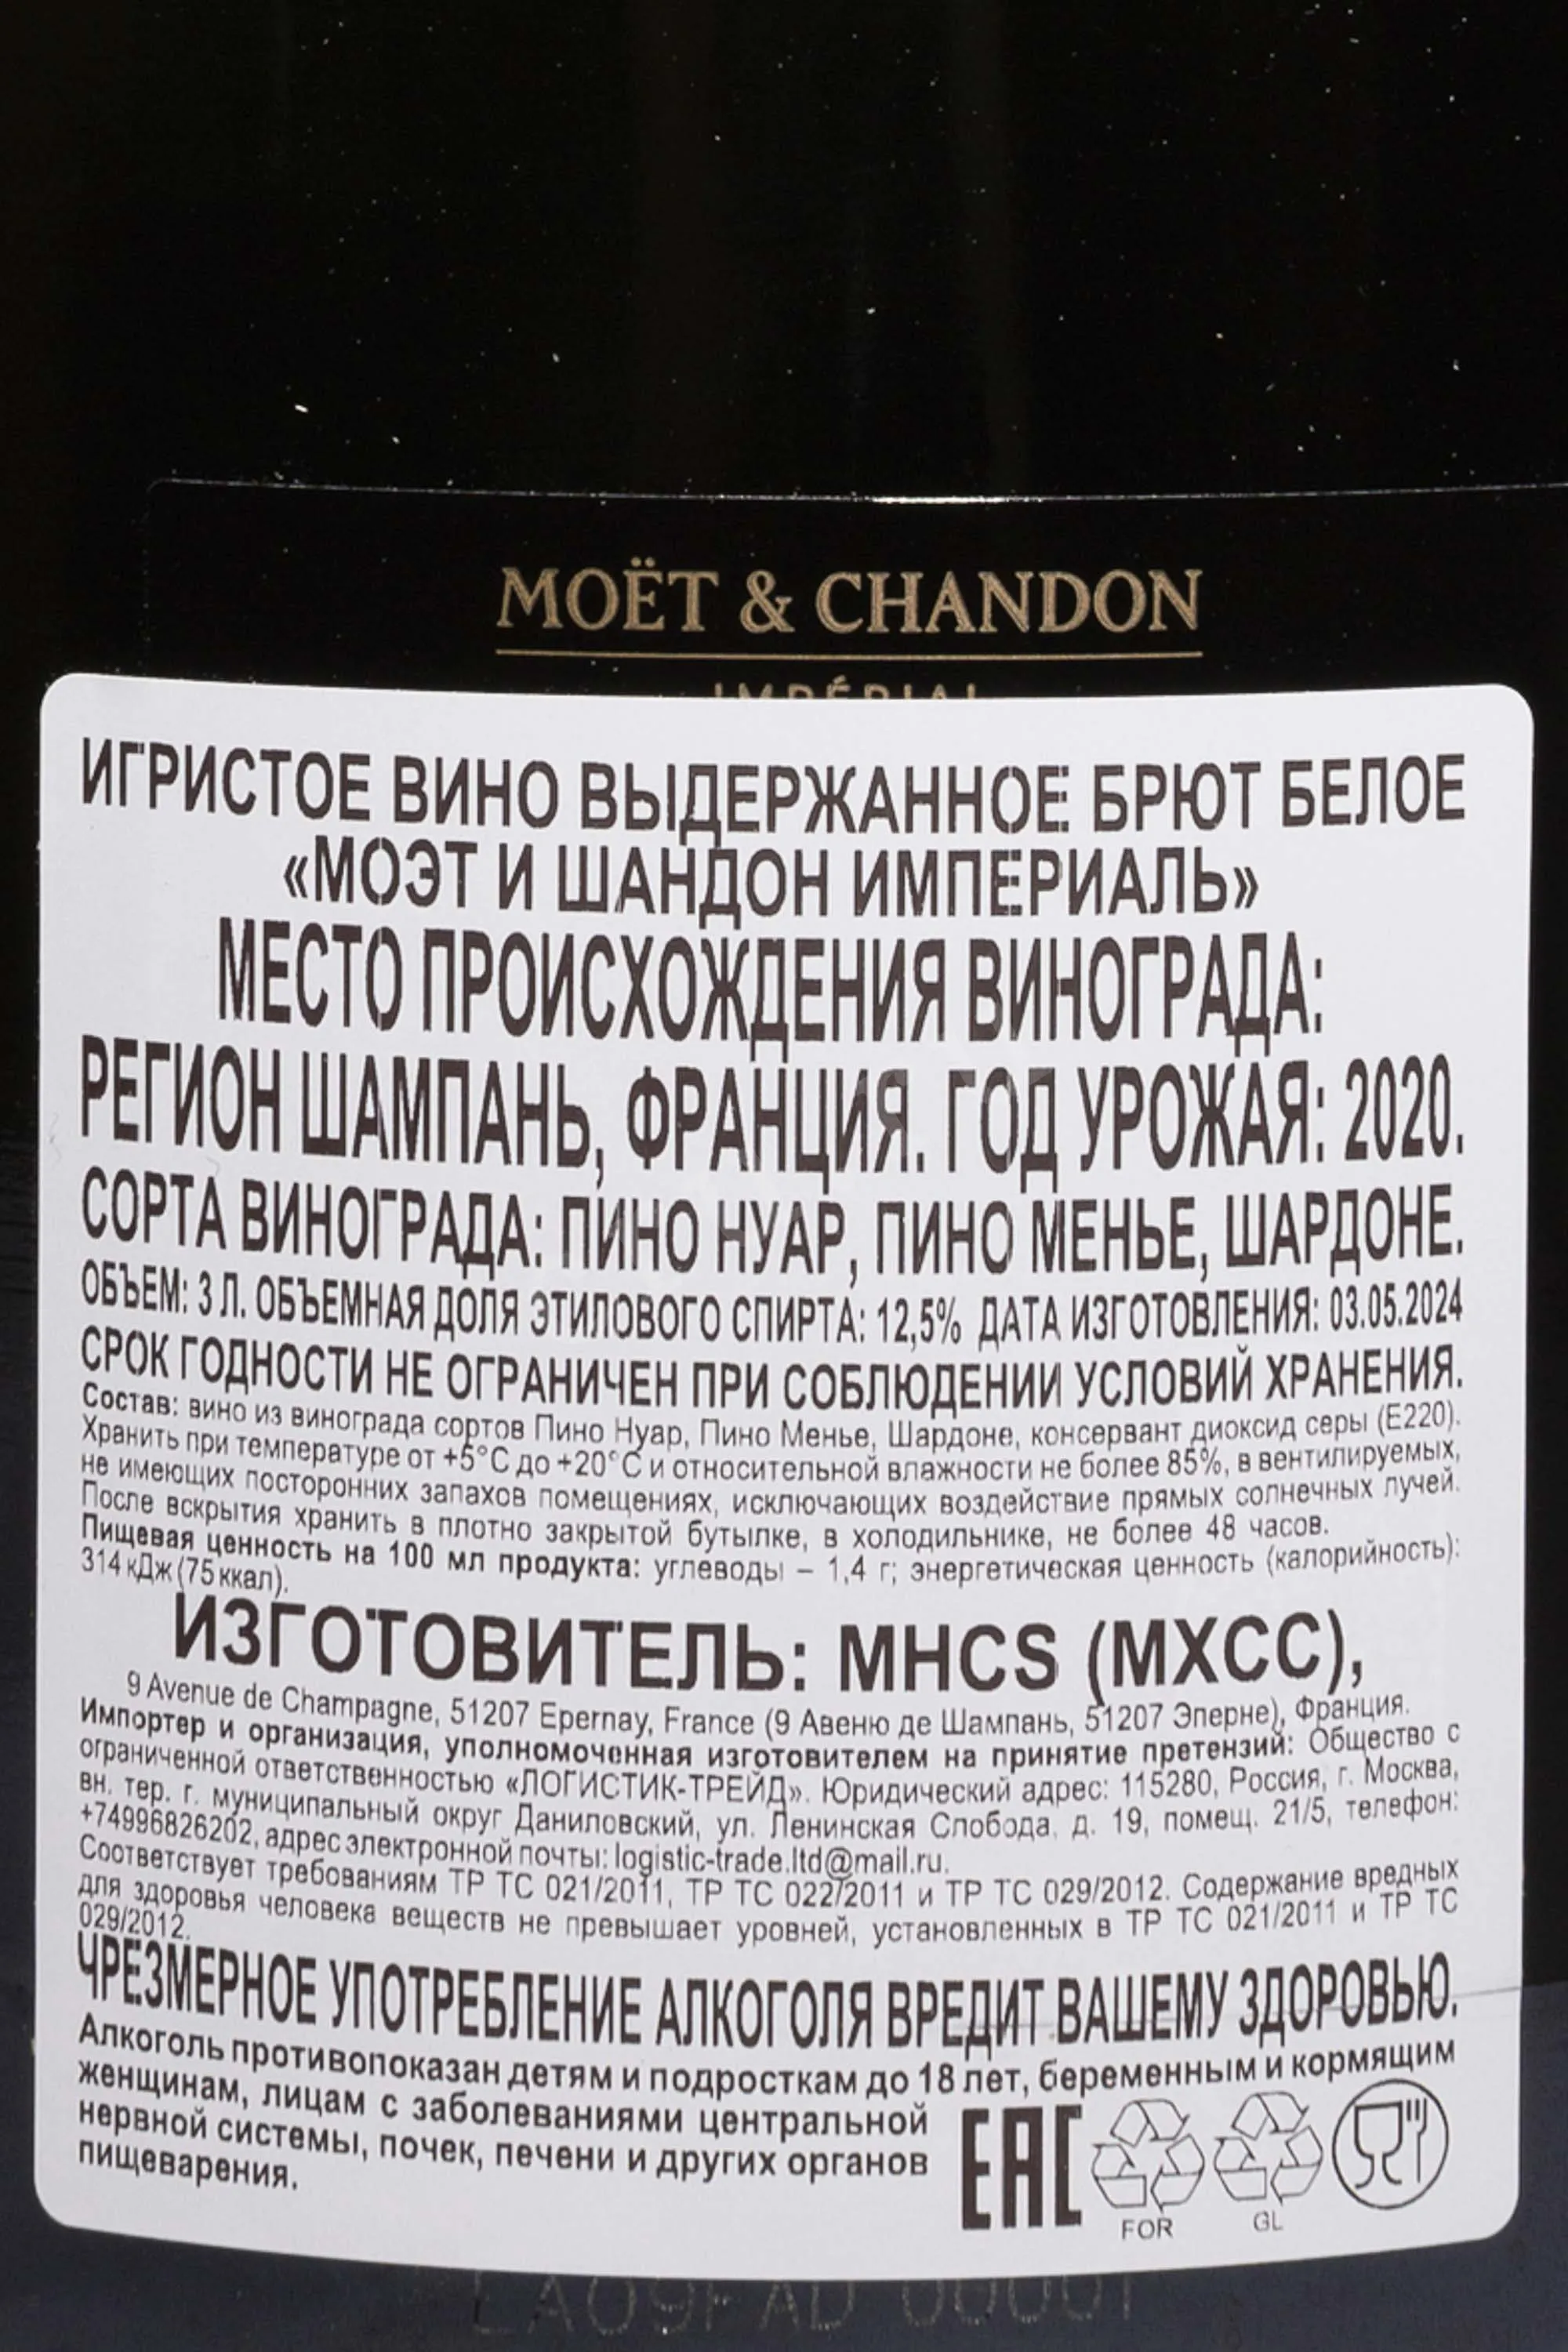 MOËT & CHANDON
IMPÉRIAL
ИГРИСТОЕ ВИНО ВЫДЕРЖАННОЕ БРЮТ БЕЛОЕ
«МОЭТ И ШАНДОН ИМПЕРИАЛЬ»
МЕСТО ПРОИСХОЖДЕНИЯ ВИНОГРАДА:
РЕГИОН ШАМПАНЬ, ФРАНЦИЯ. ГОД УРОЖАЯ: 2020.
СОРТА ВИНОГРАДА: ПИНО НУАР, ПИНО МЕНЬЕ, ШАРДОНЕ.
ОБЪЕМ: 3 Л. ОБЪЕМНАЯ ДОЛЯ ЭТИЛОВОГО СПИРТА: 12,5% ДАТА ИЗГОТОВЛЕНИЯ: 03.05.2024
СРОК ГОДНОСТИ НЕ ОГРАНИЧЕН ПРИ СОБЛЮДЕНИИ УСЛОВИЙ ХРАНЕНИЯ.
Состав: вино из винограда сортов Пино Нуар, Пино Менье, Шардоне, консервант диоксид серы (Е220).
Хранить при температуре от +5°С до +20°С и относительной влажности не более 85%, в вентилируемых,
не имеющих посторонних запахов помещениях, исключающих воздействие прямых солнечных лучей.
После вскрытия хранить в плотно закрытой бутылке, в холодильнике, не более 48 часов.
Пищевая ценность на 100 мл продукта: углеводы – 1,4 г; энергетическая ценность (калорийность):
314 кДж (75 ккал).
ИЗГОТОВИТЕЛЬ: MHCS (МХСС),
9 Avenue de Champagne, 51207 Epernay, France (9 Авеню де Шампань, 51207 Эперне), Франция.
Импортер и организация, уполномоченная изготовителем на принятие претензий: Общество с
ограниченной ответственностью «ЛОГИСТИК-ТРЕЙД». Юридический адрес: 115280, Россия, г. Москва,
вн. тер. г. муниципальный округ Даниловский, ул. Ленинская Слобода, д. 19, помещ. 21/5, телефон:
+74996826202, адрес электронной почты: logistic-trade.ltd@mail.ru.
Соответствует требованиям ТР ТС 021/2011, ТР ТС 022/2011 и ТР ТС 029/2012. Содержание вредных
для здоровья человека веществ не превышает уровней, установленных в ТР ТС 021/2011 и ТР ТС
029/2012.
ЧРЕЗМЕРНОЕ УПОТРЕБЛЕНИЕ АЛКОГОЛЯ ВРЕДИТ ВАШЕМУ ЗДОРОВЬЮ.
Алкоголь противопоказан детям и подросткам до 18 лет, беременным и кормящим
женщинам, лицам с заболеваниями центральной
нервной системы, почек, печени и других органов
пищеварения.
EAC
FOR
GL